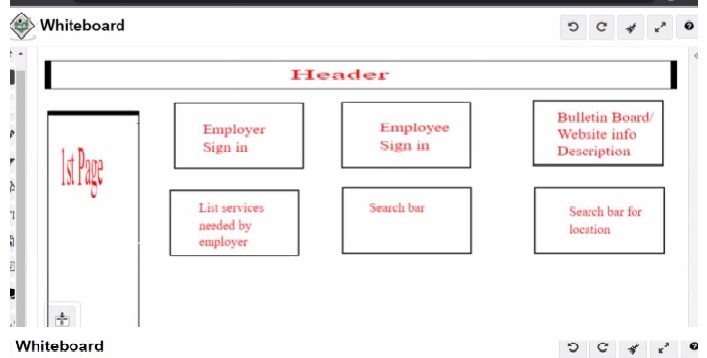 Whiteboard
Header
1st Page
Employer
Sign in
Employee
Sign in
Bulletin Board/
Website info
Description
List services
needed by
employer
Search bar
Search bar for
location
Whiteboard